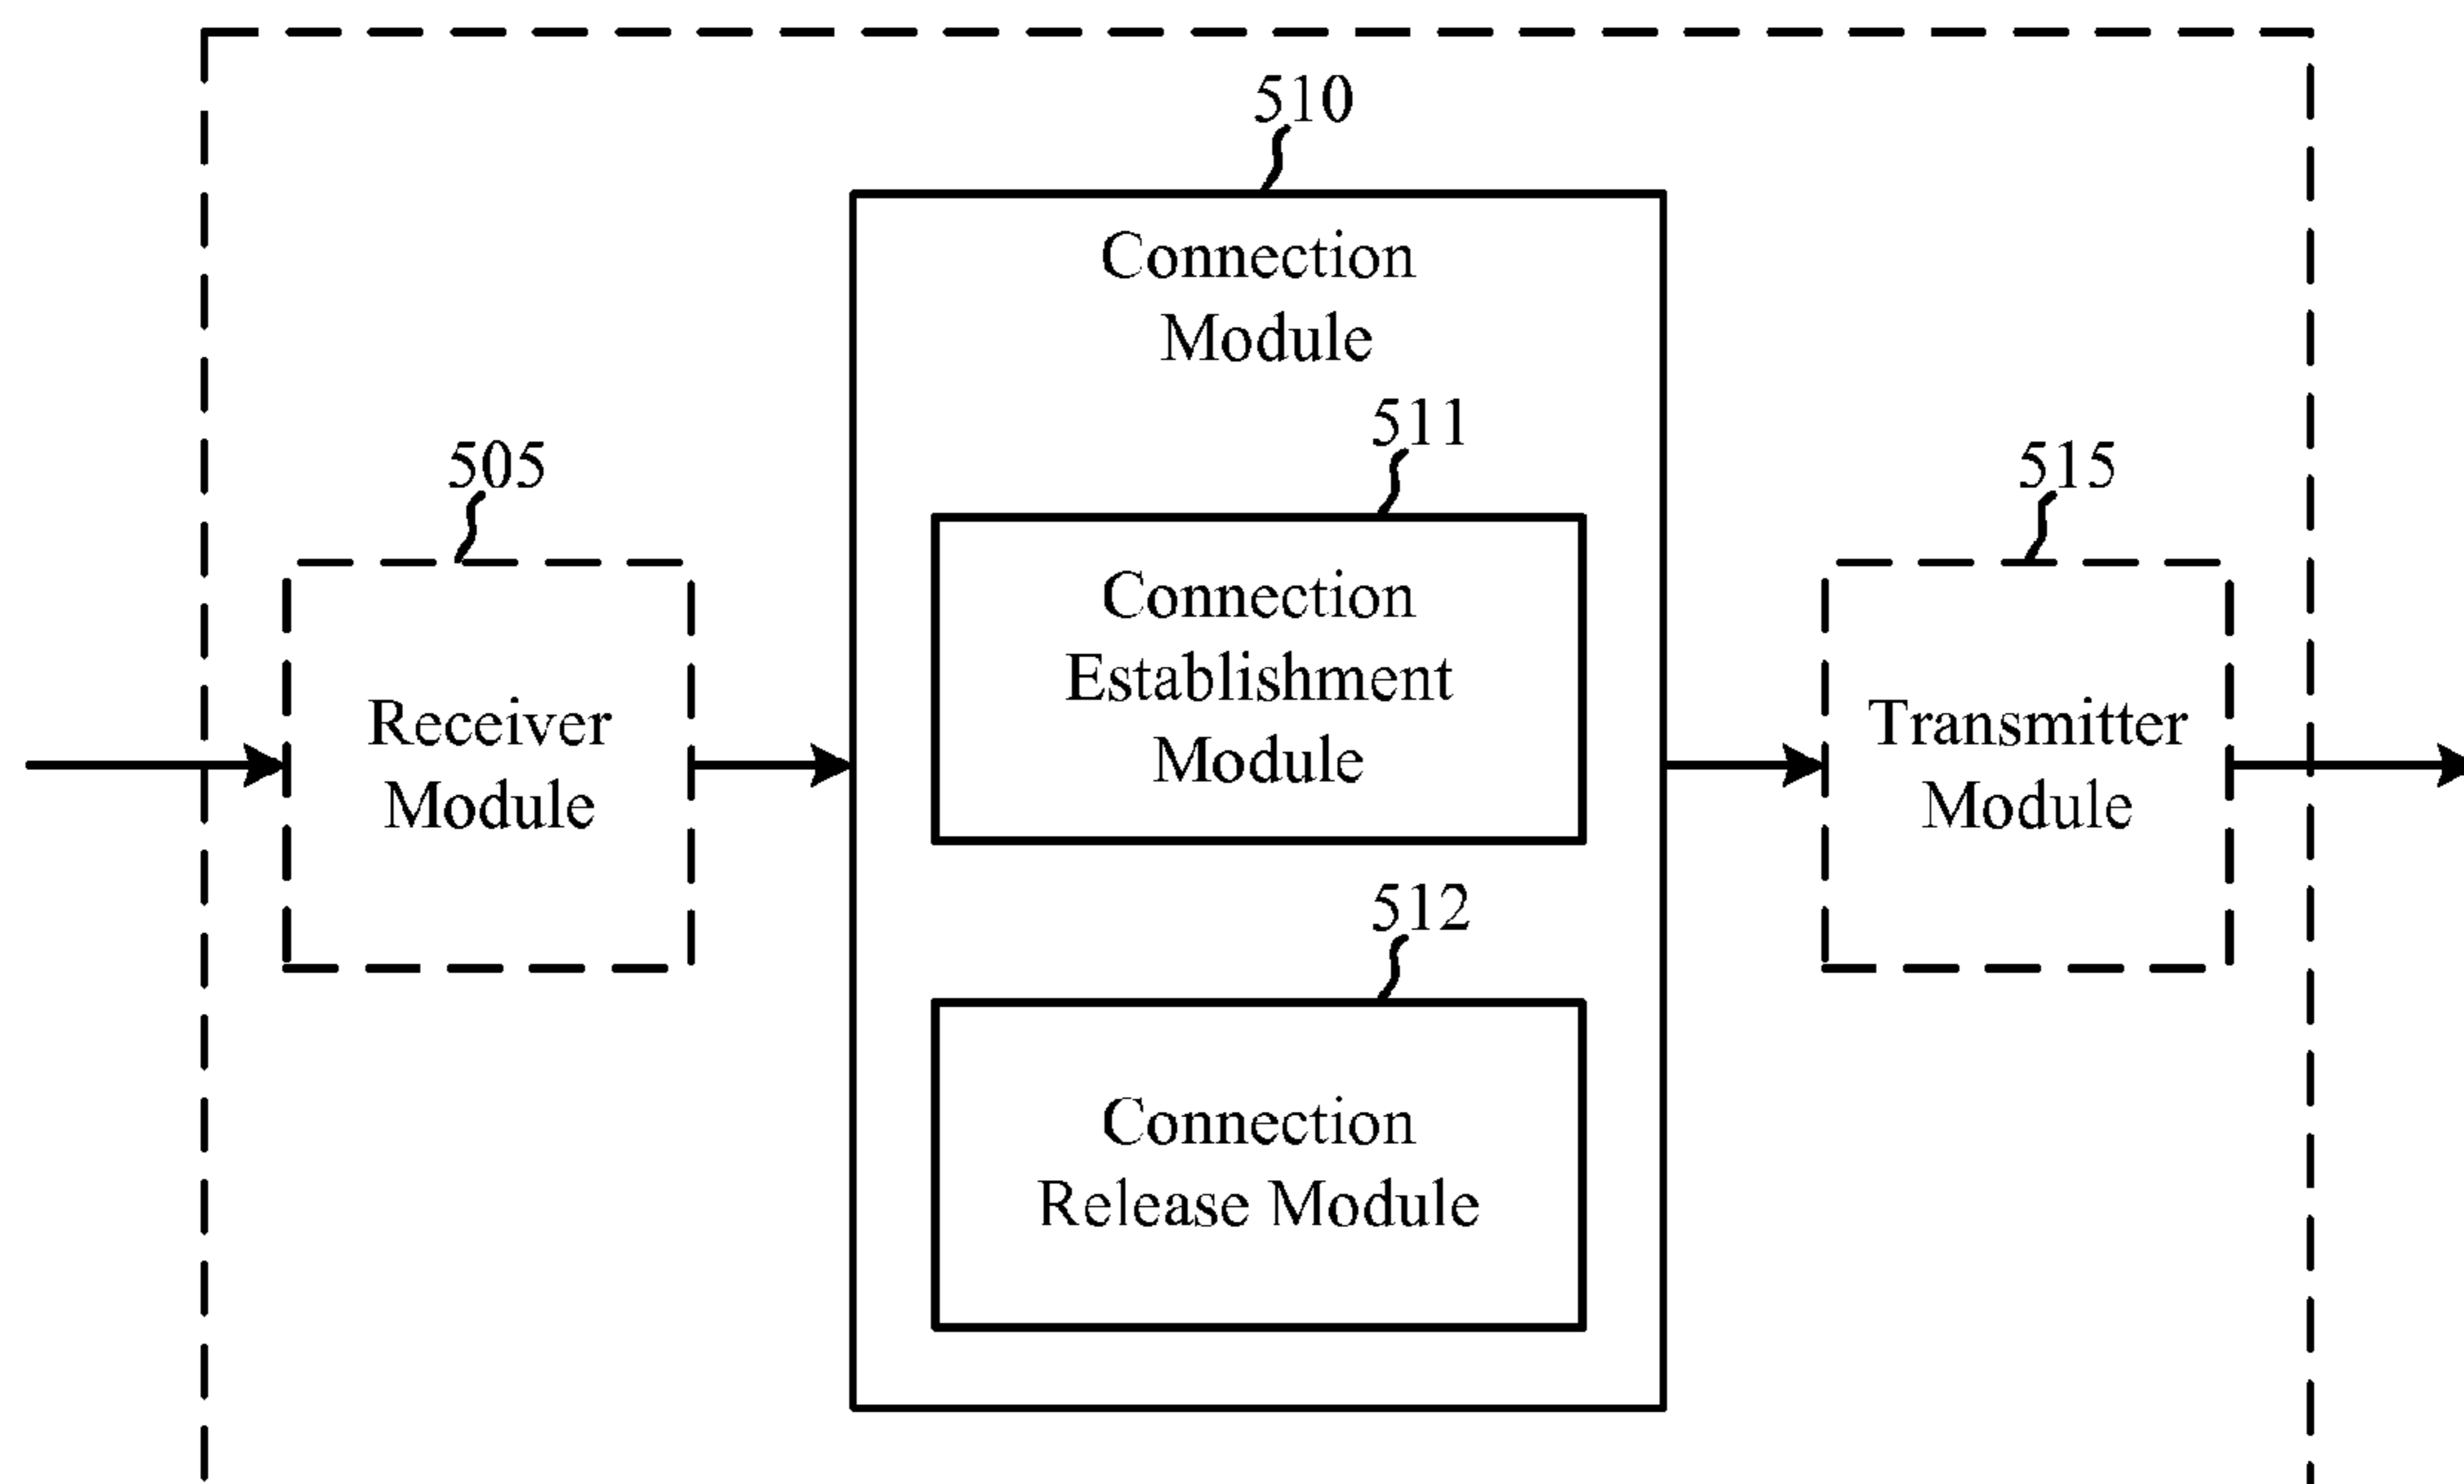 510
Connection
Module
511
505
515
Connection
Establishment
Module
Receiver
Module
Transmitter
Module
512
Connection
Release Module